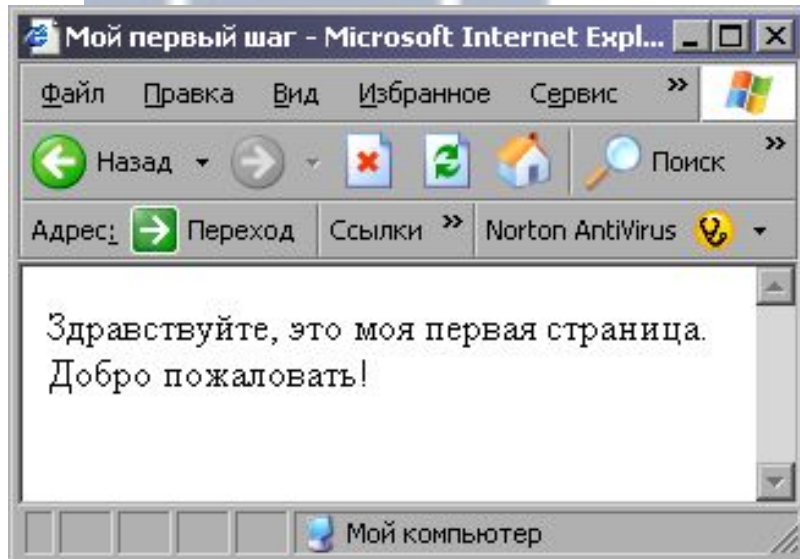 Мой первый шаг - Microsoft Internet Expl...
Файл Правка Вид Избранное Сервис »
Назад Поиск »
Адрес: Переход Ссылки » Norton AntiVirus
Здравствуйте, это моя первая страница.
Добро пожаловать!
Мой компьютер